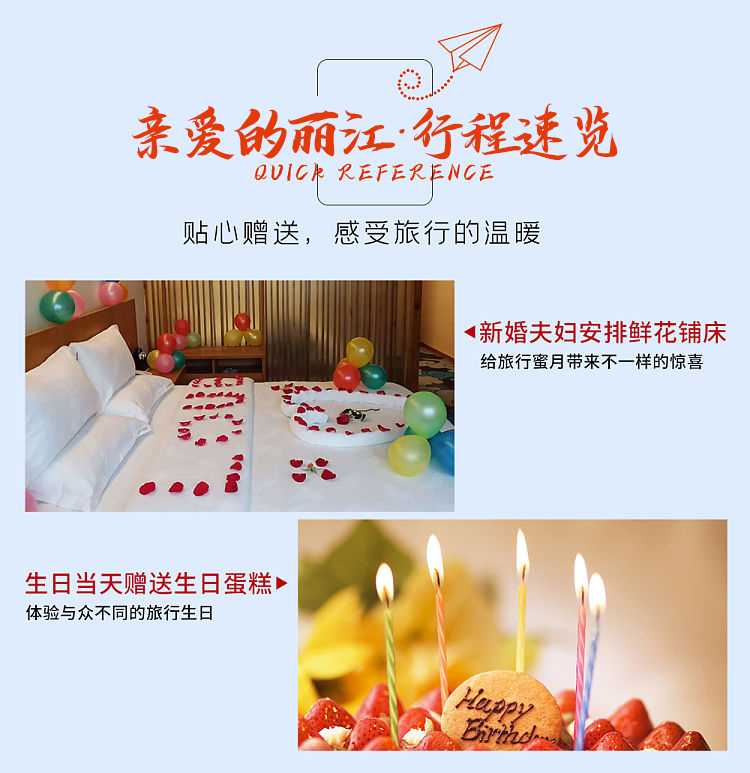 亲爱的丽江·行程速览
QUICK REFERENCE
贴心赠送，感受旅行的温暖
新婚夫妇安排鲜花铺床
给旅行蜜月带来不一样的惊喜
生日当天赠送生日蛋糕
体验与众不同的旅行生日
Happy
Birthday